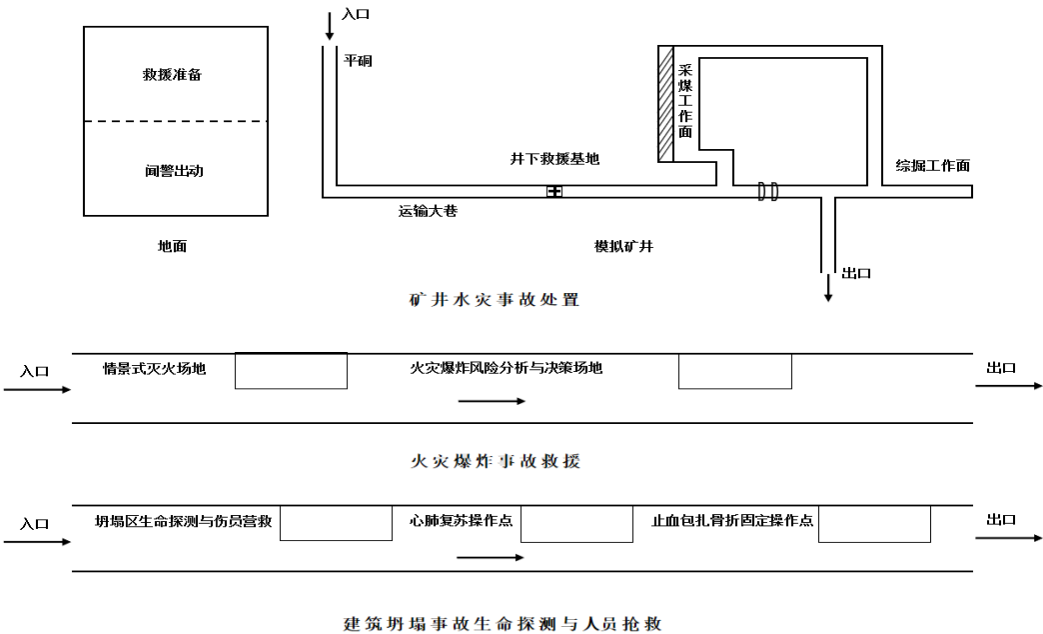 入口
平硐
救援准备
采煤工作面
闻警出动
井下救援基地
综掘工作面
运输大巷
地面
模拟矿井
出口
矿井水灾事故处置
入口
情景式灭火场地
火灾爆炸风险分析与决策场地
出口
火灾爆炸事故救援
入口
坍塌区生命探测与伤员营救
心肺复苏操作点
止血包扎骨折固定操作点
出口
建筑坍塌事故生命探测与人员抢救